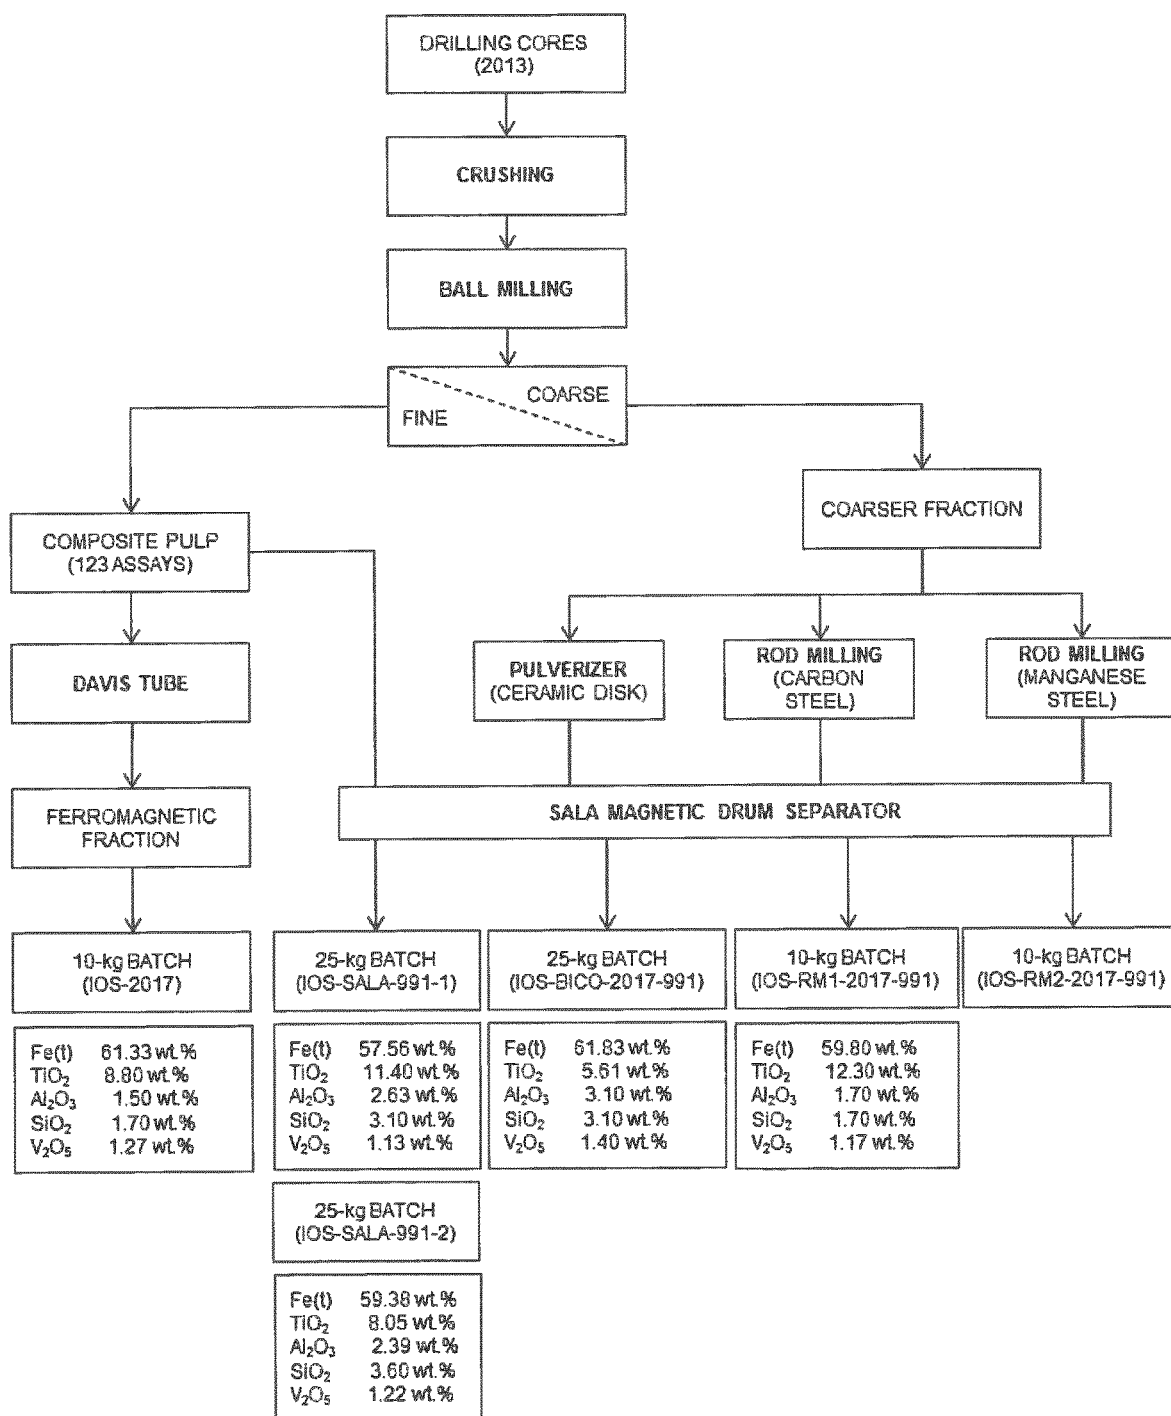 DRILLING CORES
(2013)
CRUSHING
BALL MILLING
COARSE
FINE
COARSER FRACTION
COMPOSITE PULP
(123 ASSAYS)
PULVERIZER
(CERAMIC DISK)
ROD MILLING
(CARBON
STEEL)
ROD MILLING
(MANGANESE
STEEL)
DAVIS TUBE
FERROMAGNETIC
FRACTION
SALA MAGNETIC DRUM SEPARATOR
10-kg BATCH
(IOS-2017)
25-kg BATCH
(IOS-SALA-991-1)
25-kg BATCH
(IOS-BICO-2017-991)
10-kg BATCH
(IOS-RM1-2017-991)
10-kg BATCH
(IOS-RM2-2017-991)
Fe(t) 61.33 wt.%
TiO₂ 8.80 wt.%
Al₂O₃ 1.50 wt.%
SiO₂ 1.70 wt.%
V₂O₅ 1.27 wt.%
Fe(t) 57.56 wt.%
TiO₂ 11.40 wt.%
Al₂O₃ 2.63 wt.%
SiO₂ 3.10 wt.%
V₂O₅ 1.13 wt.%
Fe(t) 61.83 wt.%
TiO₂ 5.61 wt.%
Al₂O₃ 3.10 wt.%
SiO₂ 3.10 wt.%
V₂O₅ 1.40 wt.%
Fe(t) 59.80 wt.%
TiO₂ 12.30 wt.%
Al₂O₃ 1.70 wt.%
SiO₂ 1.70 wt.%
V₂O₅ 1.17 wt.%
25-kg BATCH
(IOS-SALA-991-2)
Fe(t) 59.38 wt.%
TiO₂ 8.05 wt.%
Al₂O₃ 2.39 wt.%
SiO₂ 3.60 wt.%
V₂O₅ 1.22 wt.%